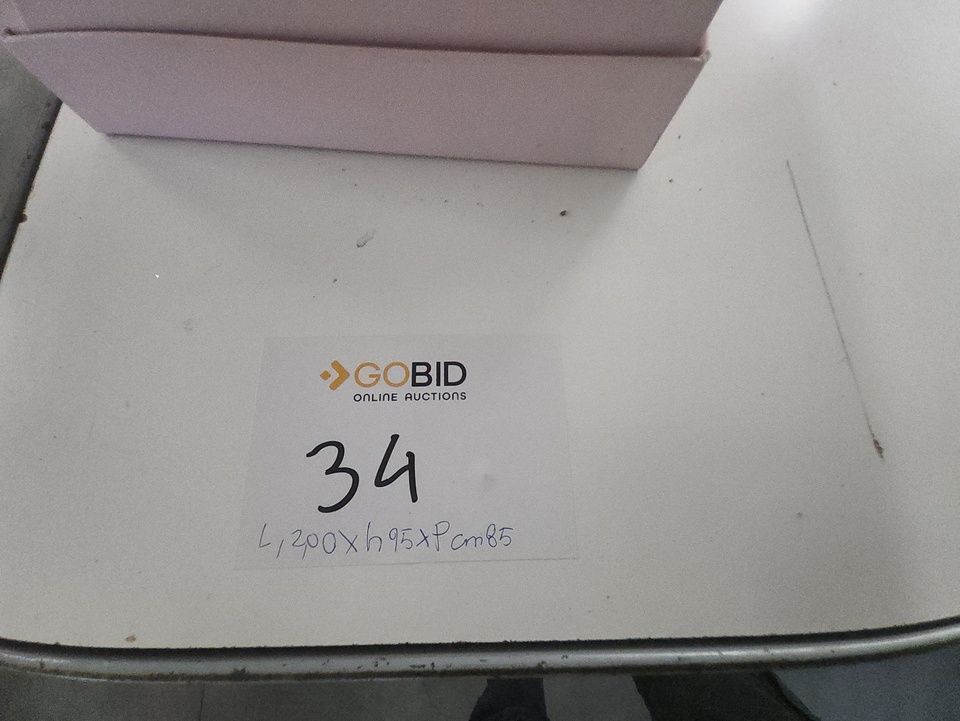 GOBID
ONLINE AUCTIONS
34
L, 200xh95xPcm85